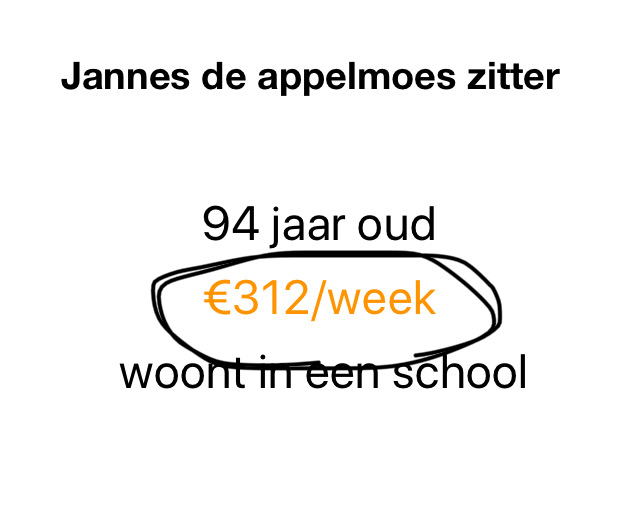 Jannes de appelmoes zitter
94 jaar oud
€312/week
woont in een school